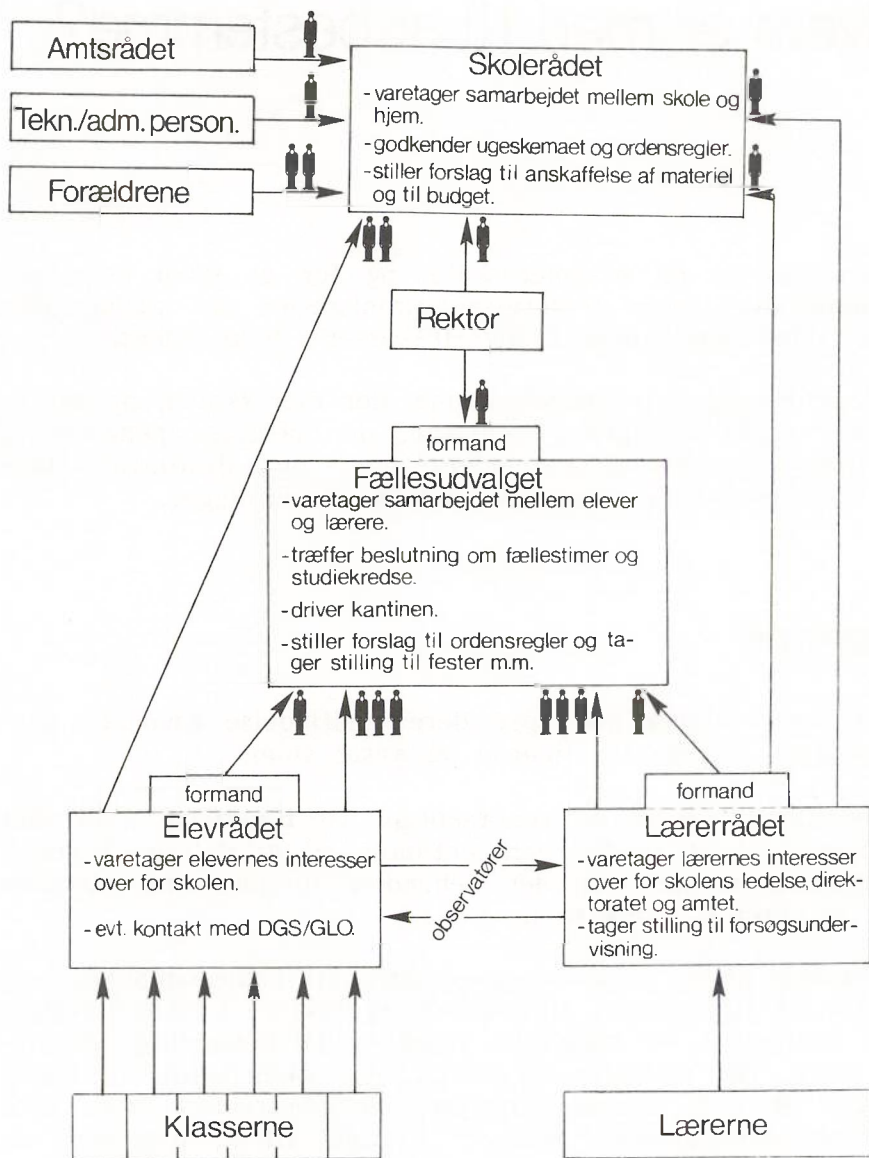 Amtsrådet
Tekn./adm. person.
Forældrene
Skolerådet
-varetager samarbejdet mellem skole og
hjem.
-godkender ugeskemaet og ordensregler.
-stiller forslag til anskaffelse af materiel
og til budget.
Rektor
formand
Fællesudvalget
-varetager samarbejdet mellem elever
og lærere.
-træffer beslutning om fællestimer og
studiekredse.
-driver kantinen.
-stiller forslag til ordensregler og ta-
ger stilling til fester m.m.
formand
Elevrådet
-varetager elevernes interesser
over for skolen.
-evt. kontakt med DGS/GLO.
observatører
formand
Lærerrådet
-varetager lærernes interesser
over for skolens ledelse, direk-
toratet og amtet.
-tager stilling til forsøgsunder-
visning.
Klasserne
Lærerne